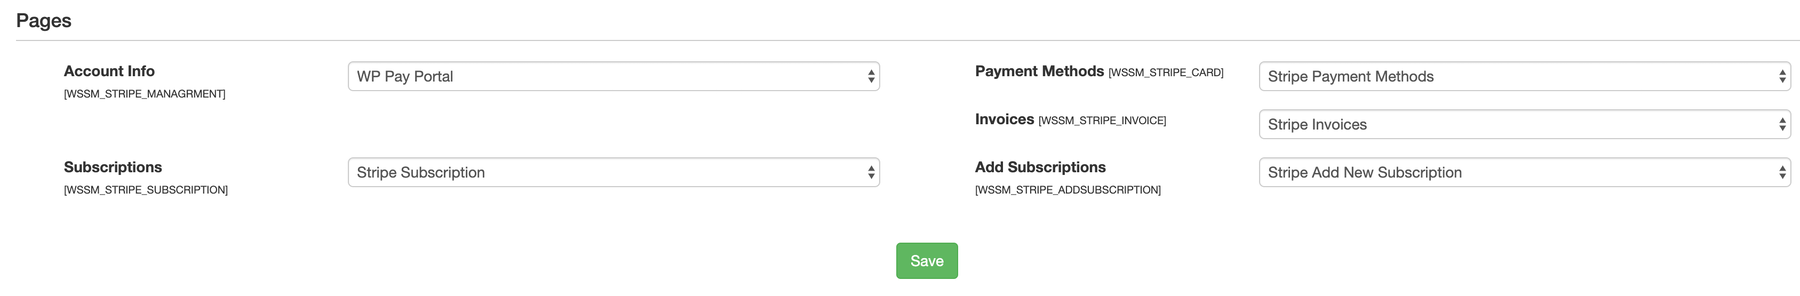 Pages
Account Info
[WSSM_STRIPE_MANAGRMENT]
WP Pay Portal
Payment Methods [WSSM_STRIPE_CARD]
Stripe Payment Methods
Invoices [WSSM_STRIPE_INVOICE]
Stripe Invoices
Subscriptions
[WSSM_STRIPE_SUBSCRIPTION]
Stripe Subscription
Add Subscriptions
[WSSM_STRIPE_ADDSUBSCRIPTION]
Stripe Add New Subscription
Save